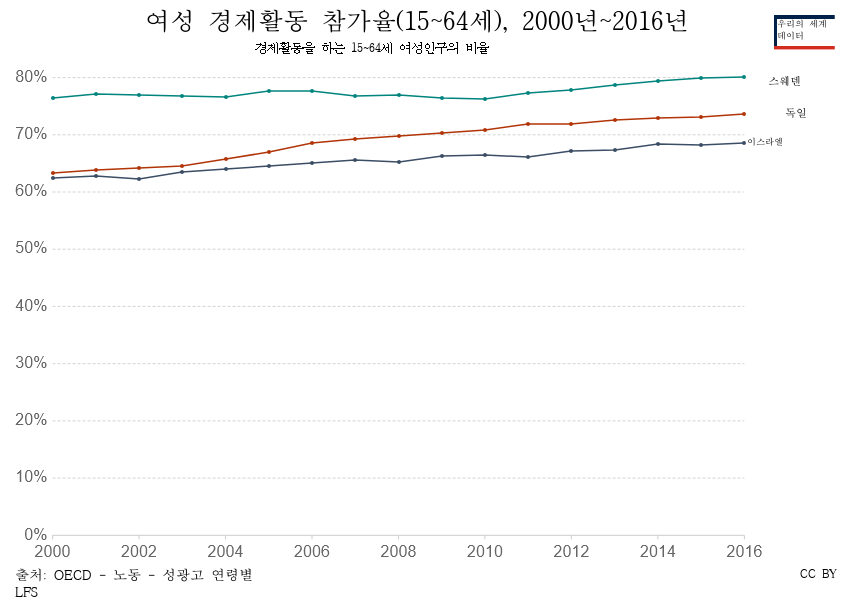 여성 경제활동 참가율(15~64세), 2000년~2016년
경제활동을 하는 15~64세 여성인구의 비율
우리의 세계
데이터
80%
스웨덴
독일
70%
이스라엘
60%
50%
40%
30%
20%
10%
0%
2000 2002 2004 2006 2008 2010 2012 2014 2016
출처: OECD - 노동 - 성광고 연령별
LFS
CC BY